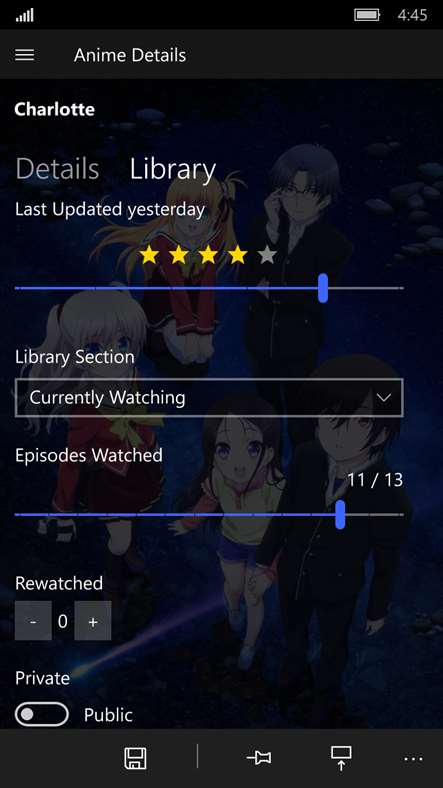 4:45
Anime Details
Charlotte
Details Library
Last Updated yesterday
Library Section
Currently Watching
Episodes Watched
11 / 13
Rewatched
- 0 +
Private
Public